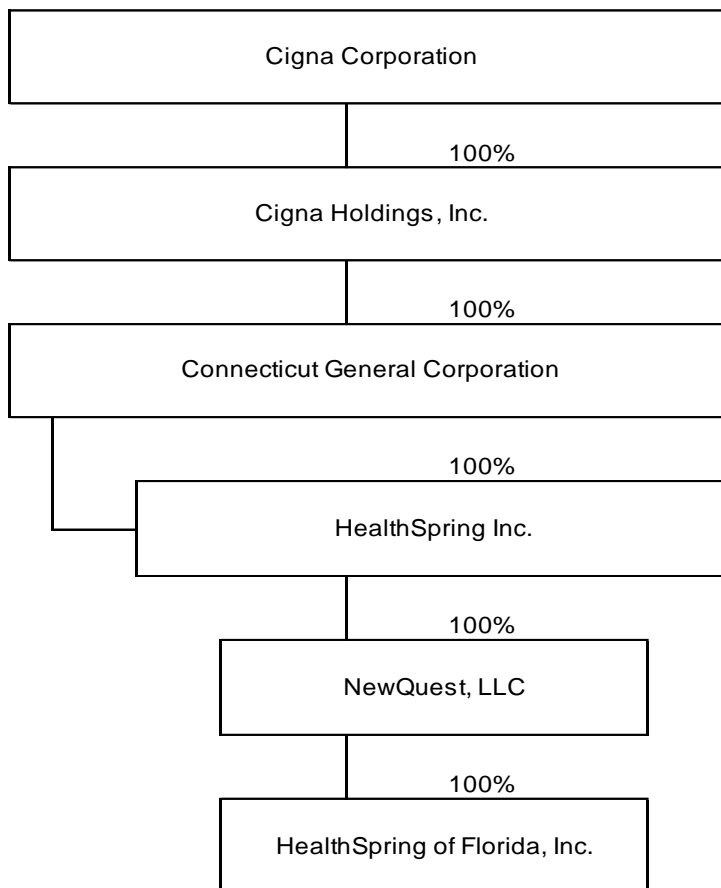 Cigna Corporation
100%
Cigna Holdings, Inc.
100%
Connecticut General Corporation
100%
HealthSpring Inc.
100%
NewQuest, LLC
100%
HealthSpring of Florida, Inc.